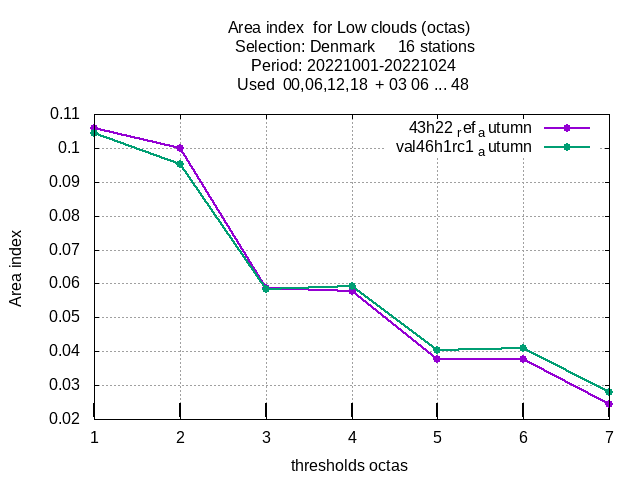 Area index  for Low clouds (octas)
Selection: Denmark     16 stations
Period: 20221001-20221024
Used  00,06,12,18  + 03 06 ... 48
0.11
0.1
0.09
0.08
0.07
0.06
0.05
0.04
0.03
0.02
Area index
43h22 refa utumn
val46h1rc1 a utumn
1 2 3 4 5 6 7
thresholds octas